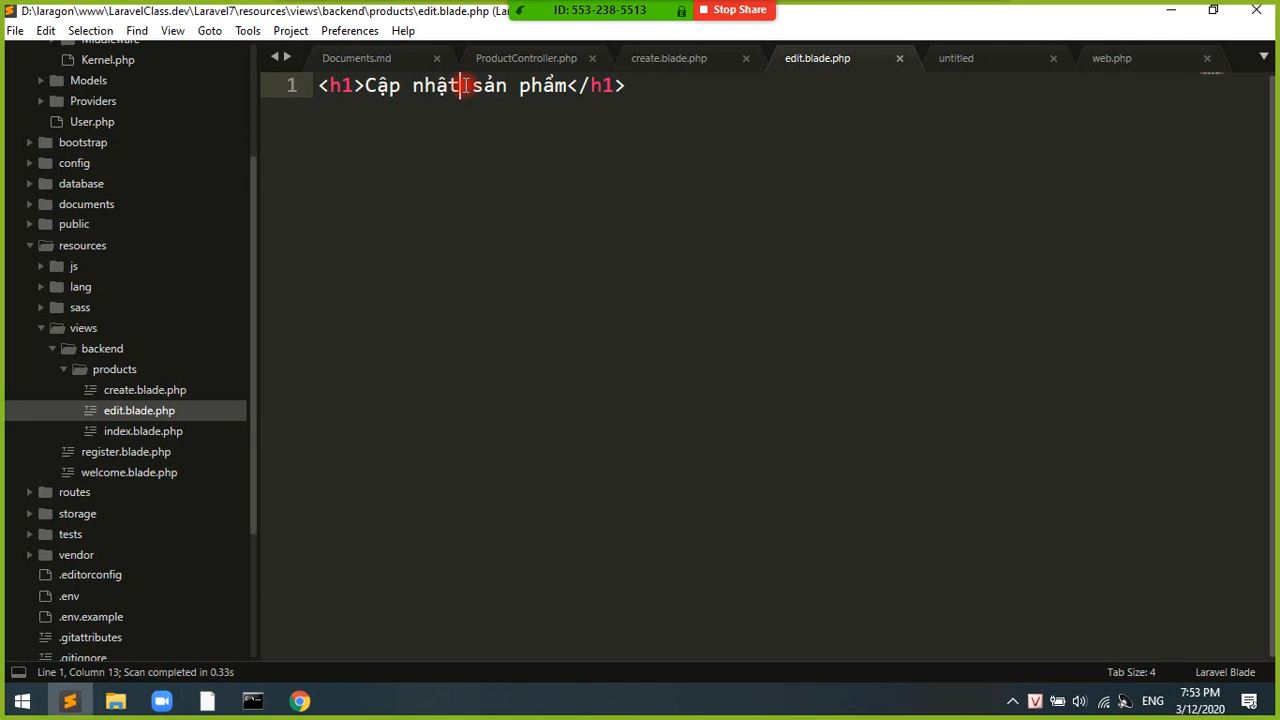 D:\laragon\www\LaravelClass.dev\Laravel7\resources\views\backend\products\edit.blade.php (La
ID: 553-238-5513
Stop Share
File Edit Selection Find View Goto Tools Project Preferences Help
Documents.md
ProductController.php
create.blade.php
edit.blade.php
untitled
web.php
Middleware
Kernel.php
Models
Providers
User.php
bootstrap
config
database
documents
public
resources
js
lang
sass
views
backend
products
create.blade.php
edit.blade.php
index.blade.php
register.blade.php
welcome.blade.php
routes
storage
tests
vendor
.editorconfig
.env
.env.example
.gitattributes
.gitignore
1 <h1>Cập nhật sản phẩm</h1>
Line 1, Column 13; Scan completed in 0.33s
Tab Size: 4
Laravel Blade
V
ENG
7:53 PM
3/12/2020